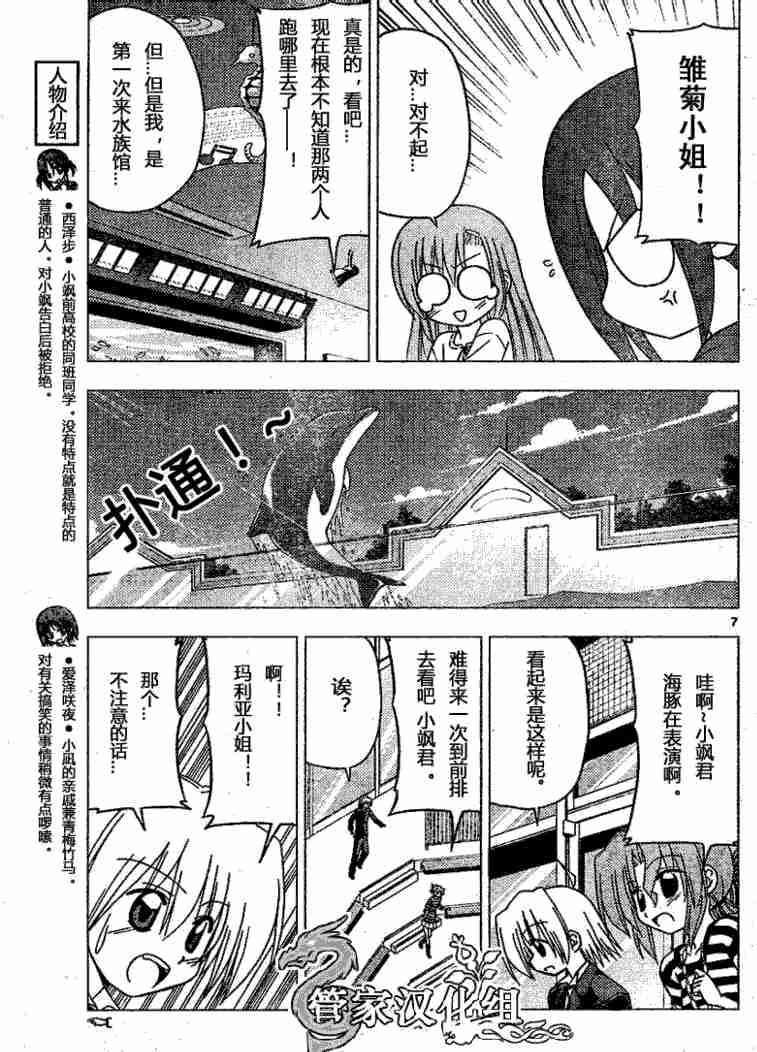 雏菊小姐！！
对…对不起…
真是的，看吧…
现在根本不知道那两个人
跑哪里去了——！
但…但是我，是
第一次来水族馆…
扑通！~
哇啊~小飒君
海豚在表演啊。
看起来是这样呢。
难得来一次到前排
去看吧 小飒君。
诶？
啊！！
玛利亚小姐！！
那个…
不注意的话…
7
人物介绍
●西泽步●小飒前高校的同班同学。没有特点就是特点的
普通的人。对小飒告白后被拒绝。
●爱泽咲夜●小凪的亲戚兼青梅竹马。
对有关搞笑的事情稍微有点啰嗦。
管家汉化组